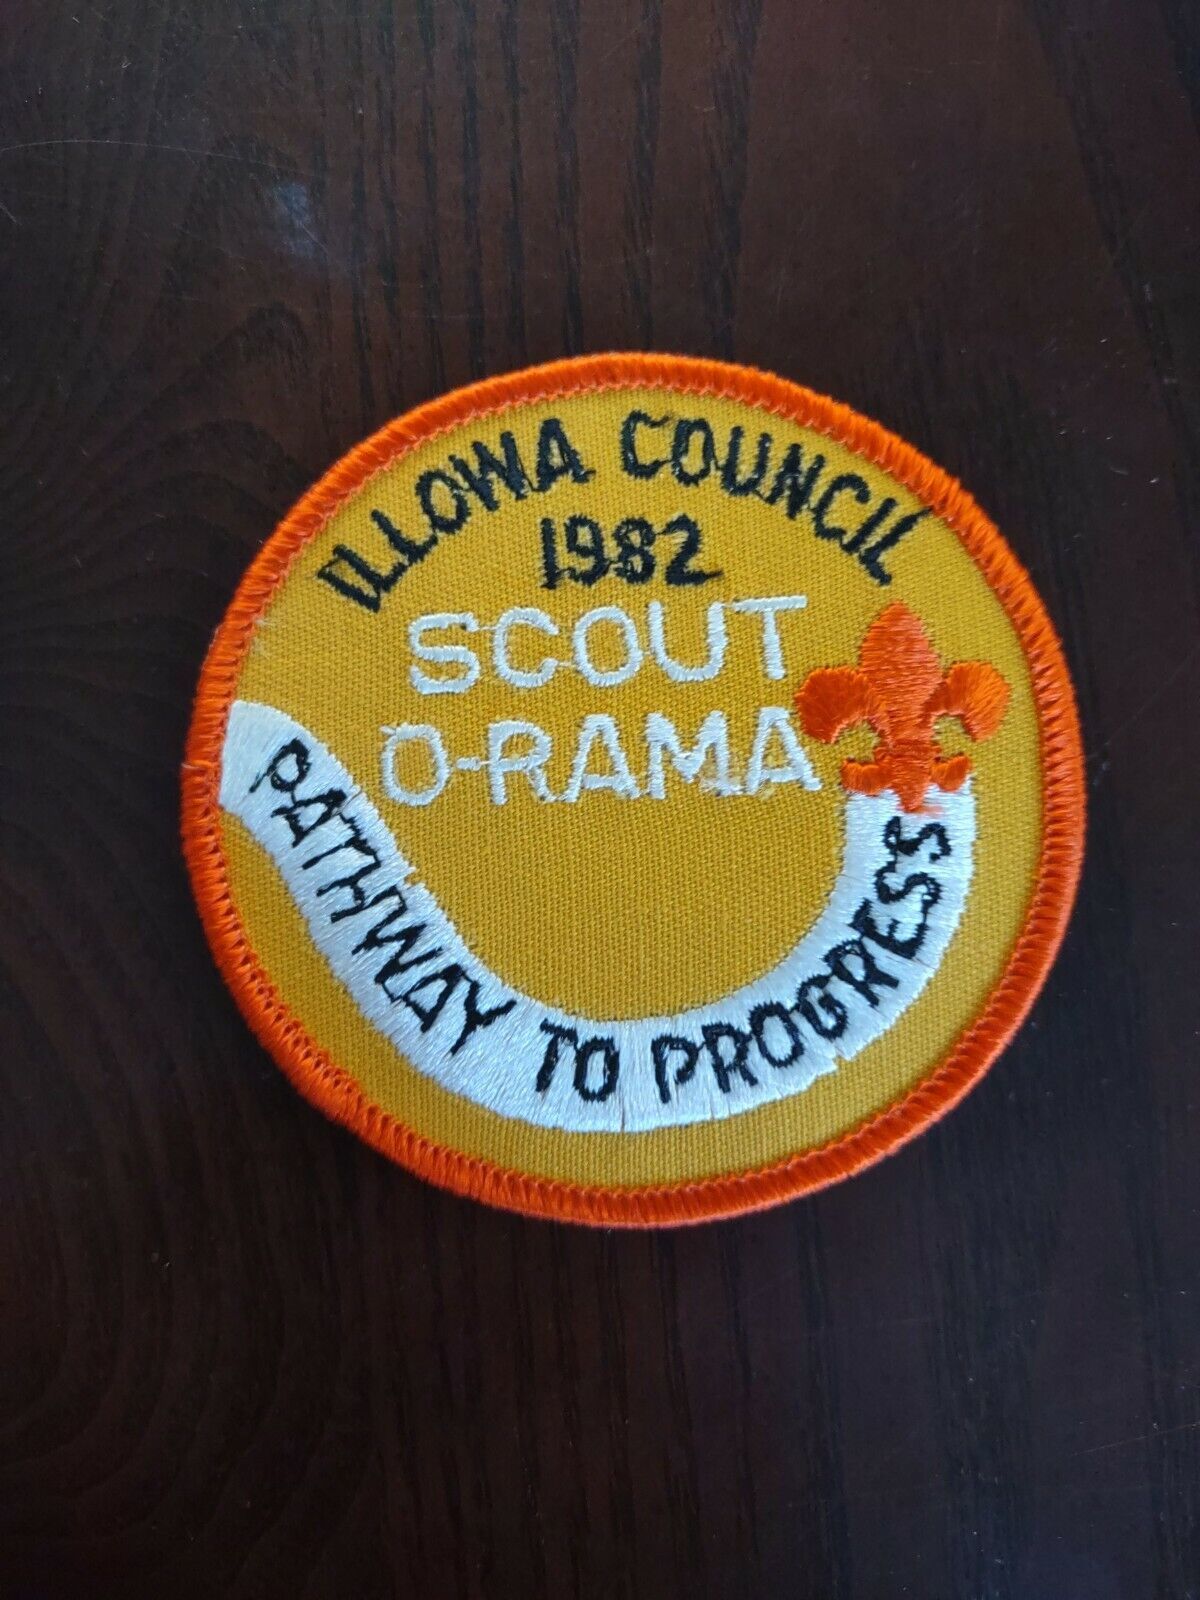 ILLOWA COUNCIL
1982
SCOUT
O-RAMA
PATHWAY TO PROGRESS